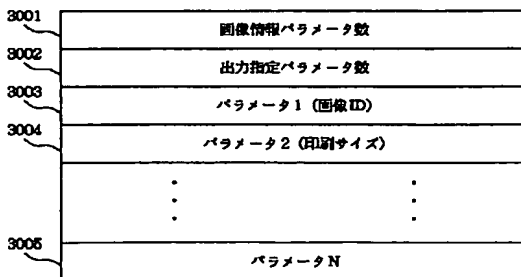 3001
画像情報パラメータ数
3002
出力指定パラメータ数
3003
パラメータ1 (画像ID)
3004
パラメータ2 (印刷サイズ)
3005
パラメータN